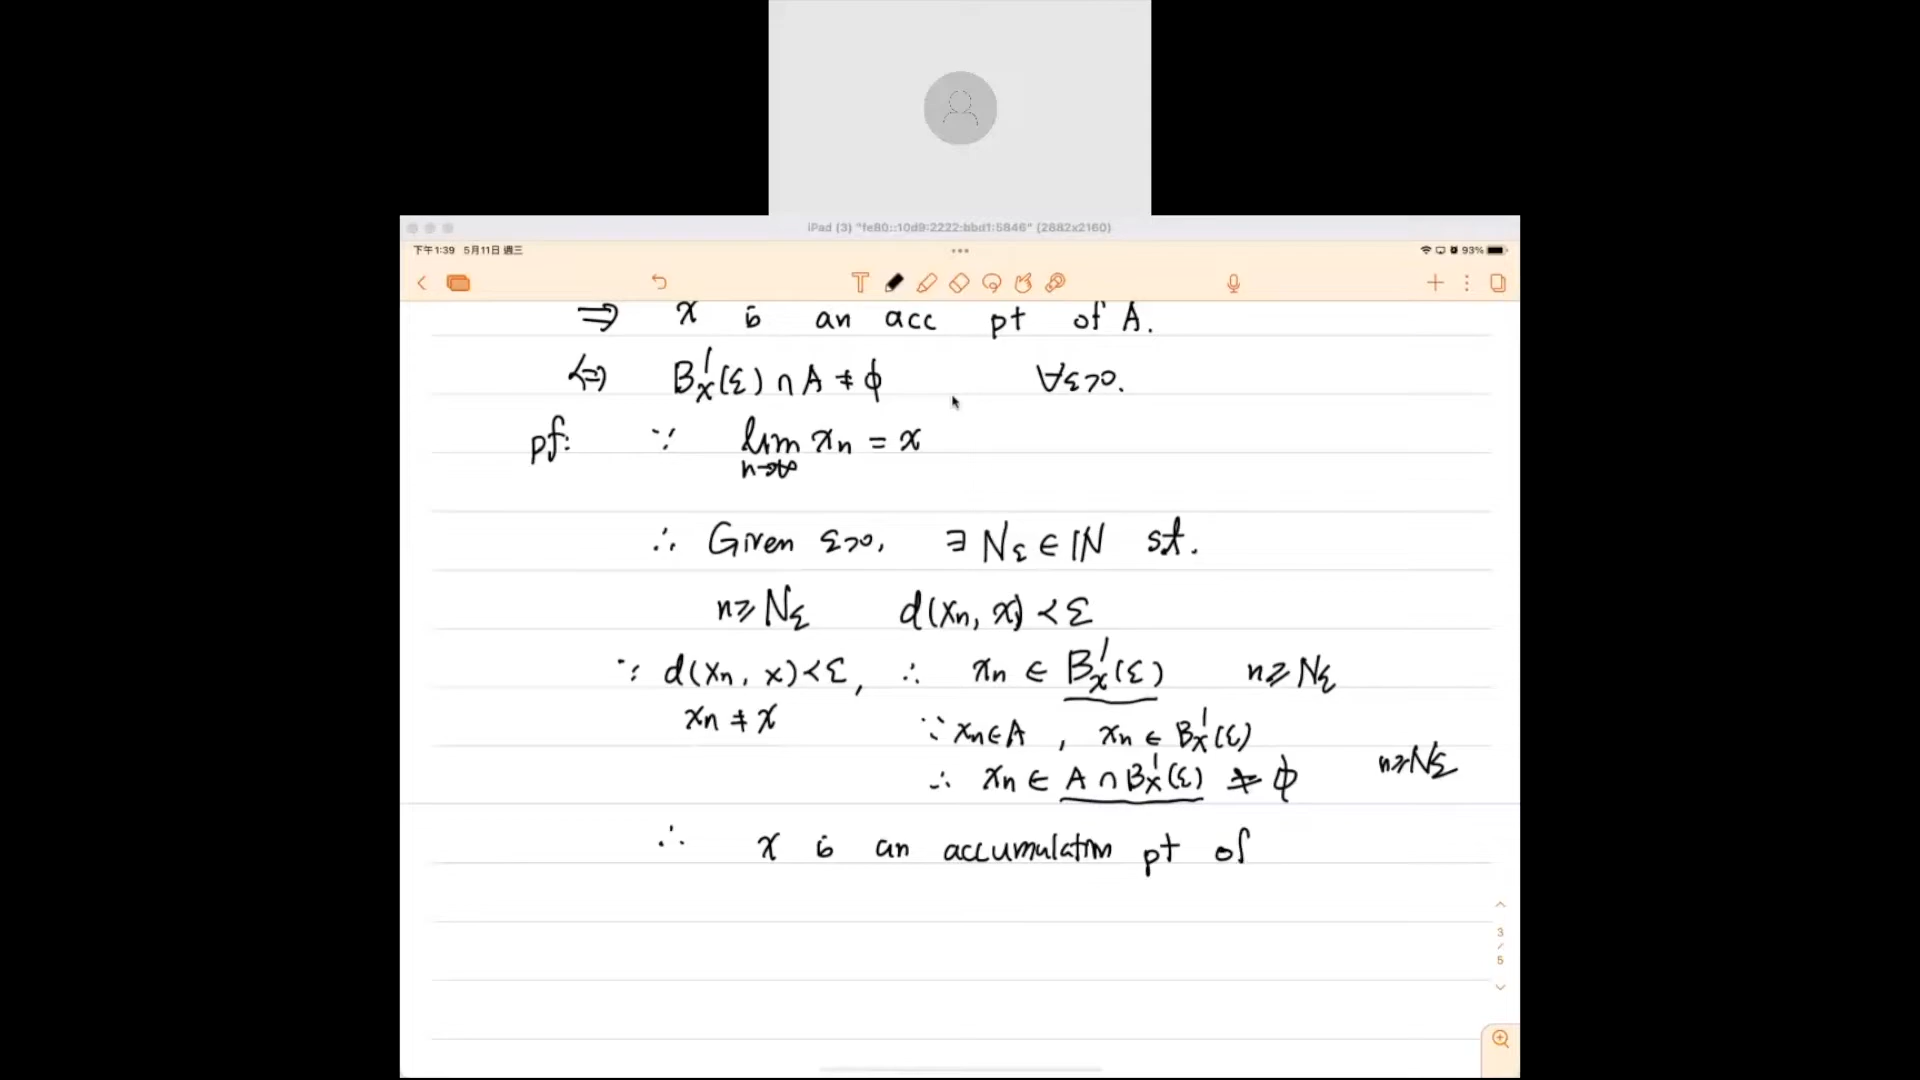 iPad (3) "fe80::10d9:2222:bbd1:5846" (2882x2160)
下午1:39 5月11日 週三
93%
⇒ x is an acc pt of A.
⇔ B'ₓ(ε) ∩ A ≠ ϕ ∀ε>0.
pf: ∵ lim xₙ = x
n→∞
∴ Given ε>0, ∃ N_ε ∈ ℕ st.
n ≥ N_ε d(xₙ, x) < ε
∵ d(xₙ, x) < ε, ∴ xₙ ∈ B'ₓ(ε) n ≥ N_ε
xₙ ≠ x ∵ xₙ ∈ A , xₙ ∈ B'ₓ(ε)
∴ xₙ ∈ A ∩ B'ₓ(ε) ≠ ϕ n ≥ N_ε
∴ x is an accumulation pt of
3
/
5